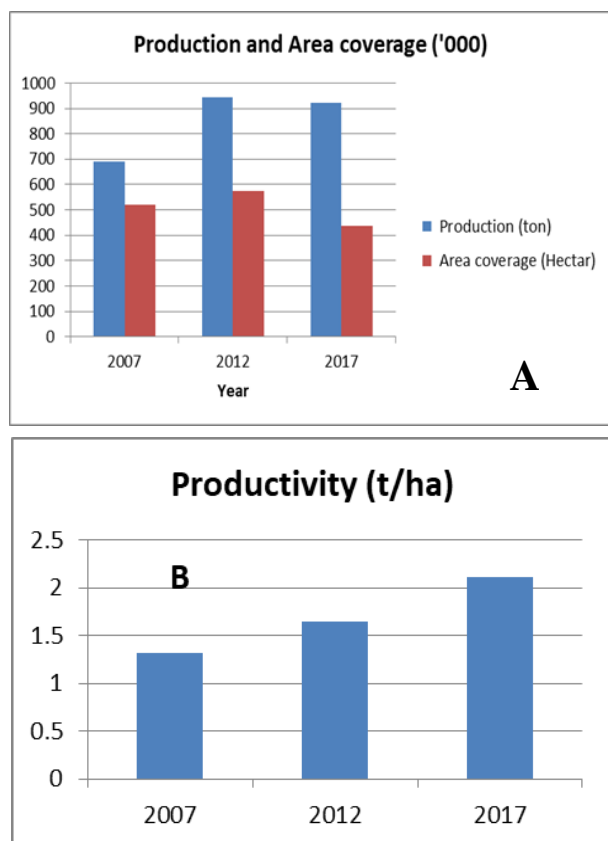 Production and Area coverage ('000)
1000
900
800
700
600
500
400
300
200
100
0
2007 2012 2017
Year
Production (ton)
Area coverage (Hectar)
A
Productivity (t/ha)
B
2.5
2
1.5
1
0.5
0
2007 2012 2017